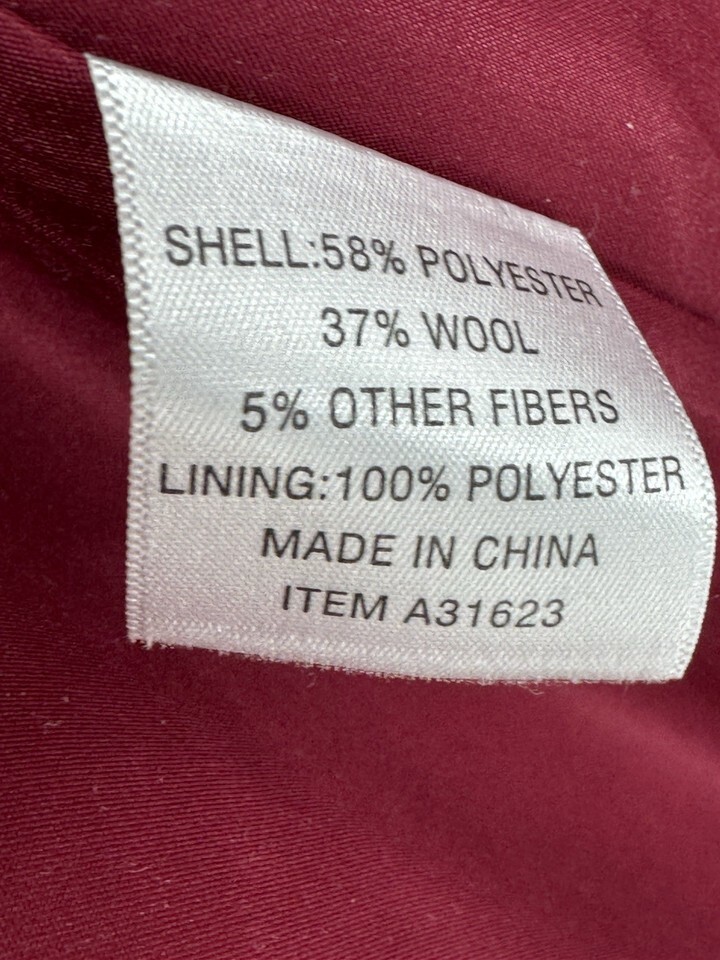 SHELL:58% POLYESTER
37% WOOL
5% OTHER FIBERS
LINING:100% POLYESTER
MADE IN CHINA
ITEM A31623